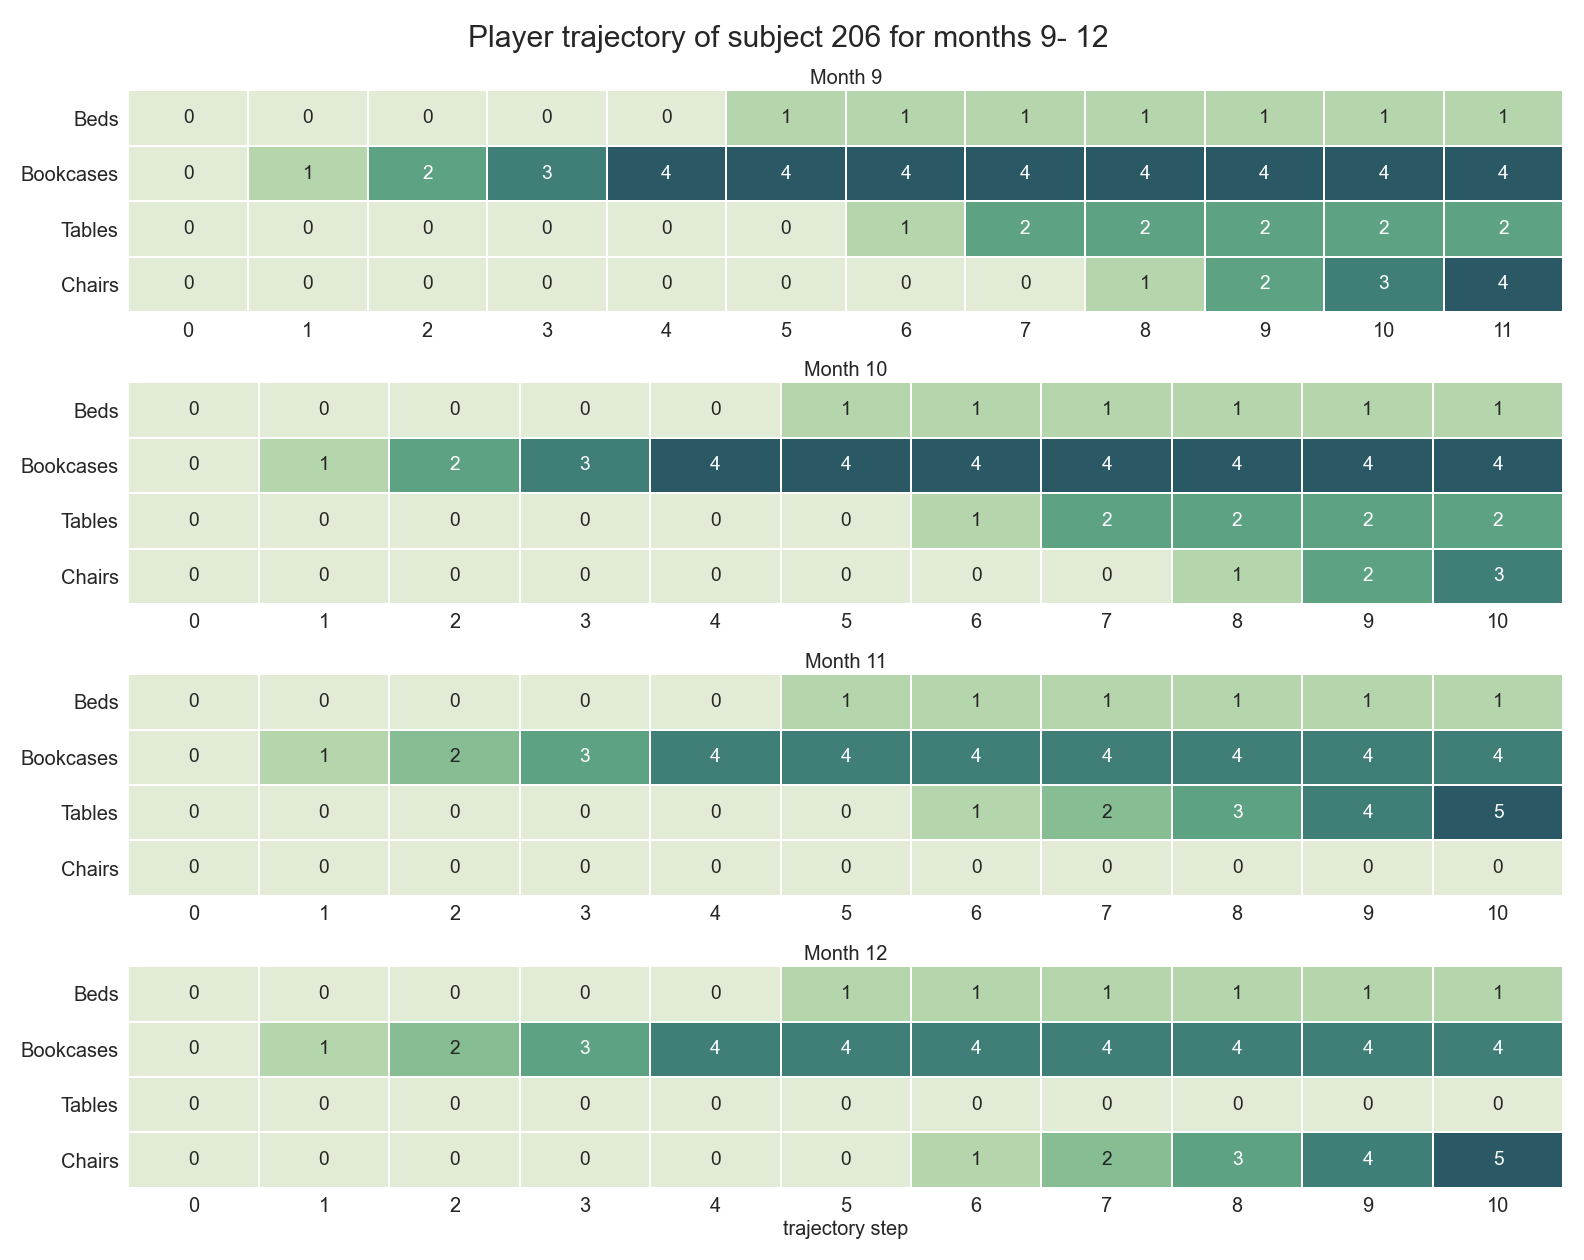 Player trajectory of subject 206 for months 9- 12
Month 9
Beds 0 0 0 0 0 1 1 1 1 1 1 1
Bookcases 0 1 2 3 4 4 4 4 4 4 4 4
Tables 0 0 0 0 0 0 1 2 2 2 2 2
Chairs 0 0 0 0 0 0 0 0 1 2 3 4
0 1 2 3 4 5 6 7 8 9 10 11
Month 10
Beds 0 0 0 0 0 1 1 1 1 1 1
Bookcases 0 1 2 3 4 4 4 4 4 4 4
Tables 0 0 0 0 0 0 1 2 2 2 2
Chairs 0 0 0 0 0 0 0 0 1 2 3
0 1 2 3 4 5 6 7 8 9 10
Month 11
Beds 0 0 0 0 0 1 1 1 1 1 1
Bookcases 0 1 2 3 4 4 4 4 4 4 4
Tables 0 0 0 0 0 0 1 2 3 4 5
Chairs 0 0 0 0 0 0 0 0 0 0 0
0 1 2 3 4 5 6 7 8 9 10
Month 12
Beds 0 0 0 0 0 1 1 1 1 1 1
Bookcases 0 1 2 3 4 4 4 4 4 4 4
Tables 0 0 0 0 0 0 0 0 0 0 0
Chairs 0 0 0 0 0 0 1 2 3 4 5
0 1 2 3 4 5 6 7 8 9 10
trajectory step